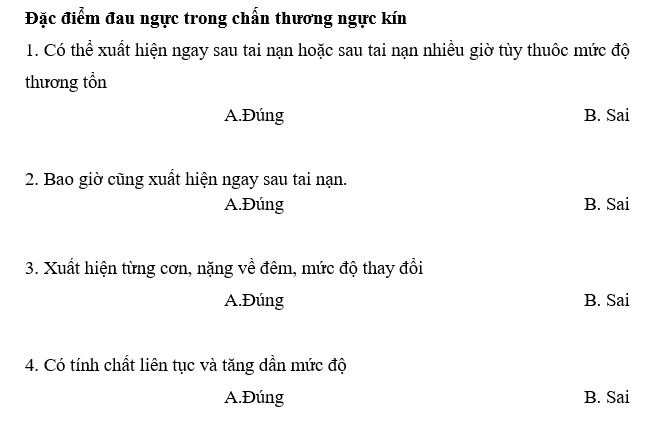 Đặc điểm đau ngực trong chấn thương ngực kín
1. Có thể xuất hiện ngay sau tai nạn hoặc sau tai nạn nhiều giờ tùy thuôc mức độ
thương tổn
A.Đúng B. Sai
2. Bao giờ cũng xuất hiện ngay sau tai nạn.
A.Đúng B. Sai
3. Xuất hiện từng cơn, nặng về đêm, mức độ thay đổi
A.Đúng B. Sai
4. Có tính chất liên tục và tăng dần mức độ
A.Đúng B. Sai